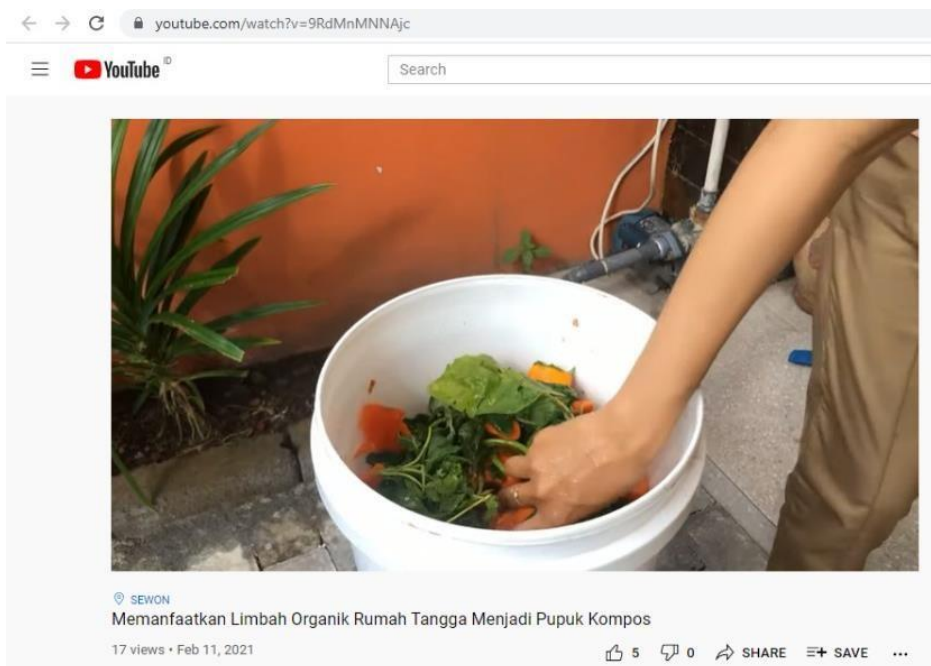 youtube.com/watch?v=9RdMnMNNAjc
YouTube ID
Search
SEWON
Memanfaatkan Limbah Organik Rumah Tangga Menjadi Pupuk Kompos
17 views • Feb 11, 2021
5 0 SHARE SAVE ...